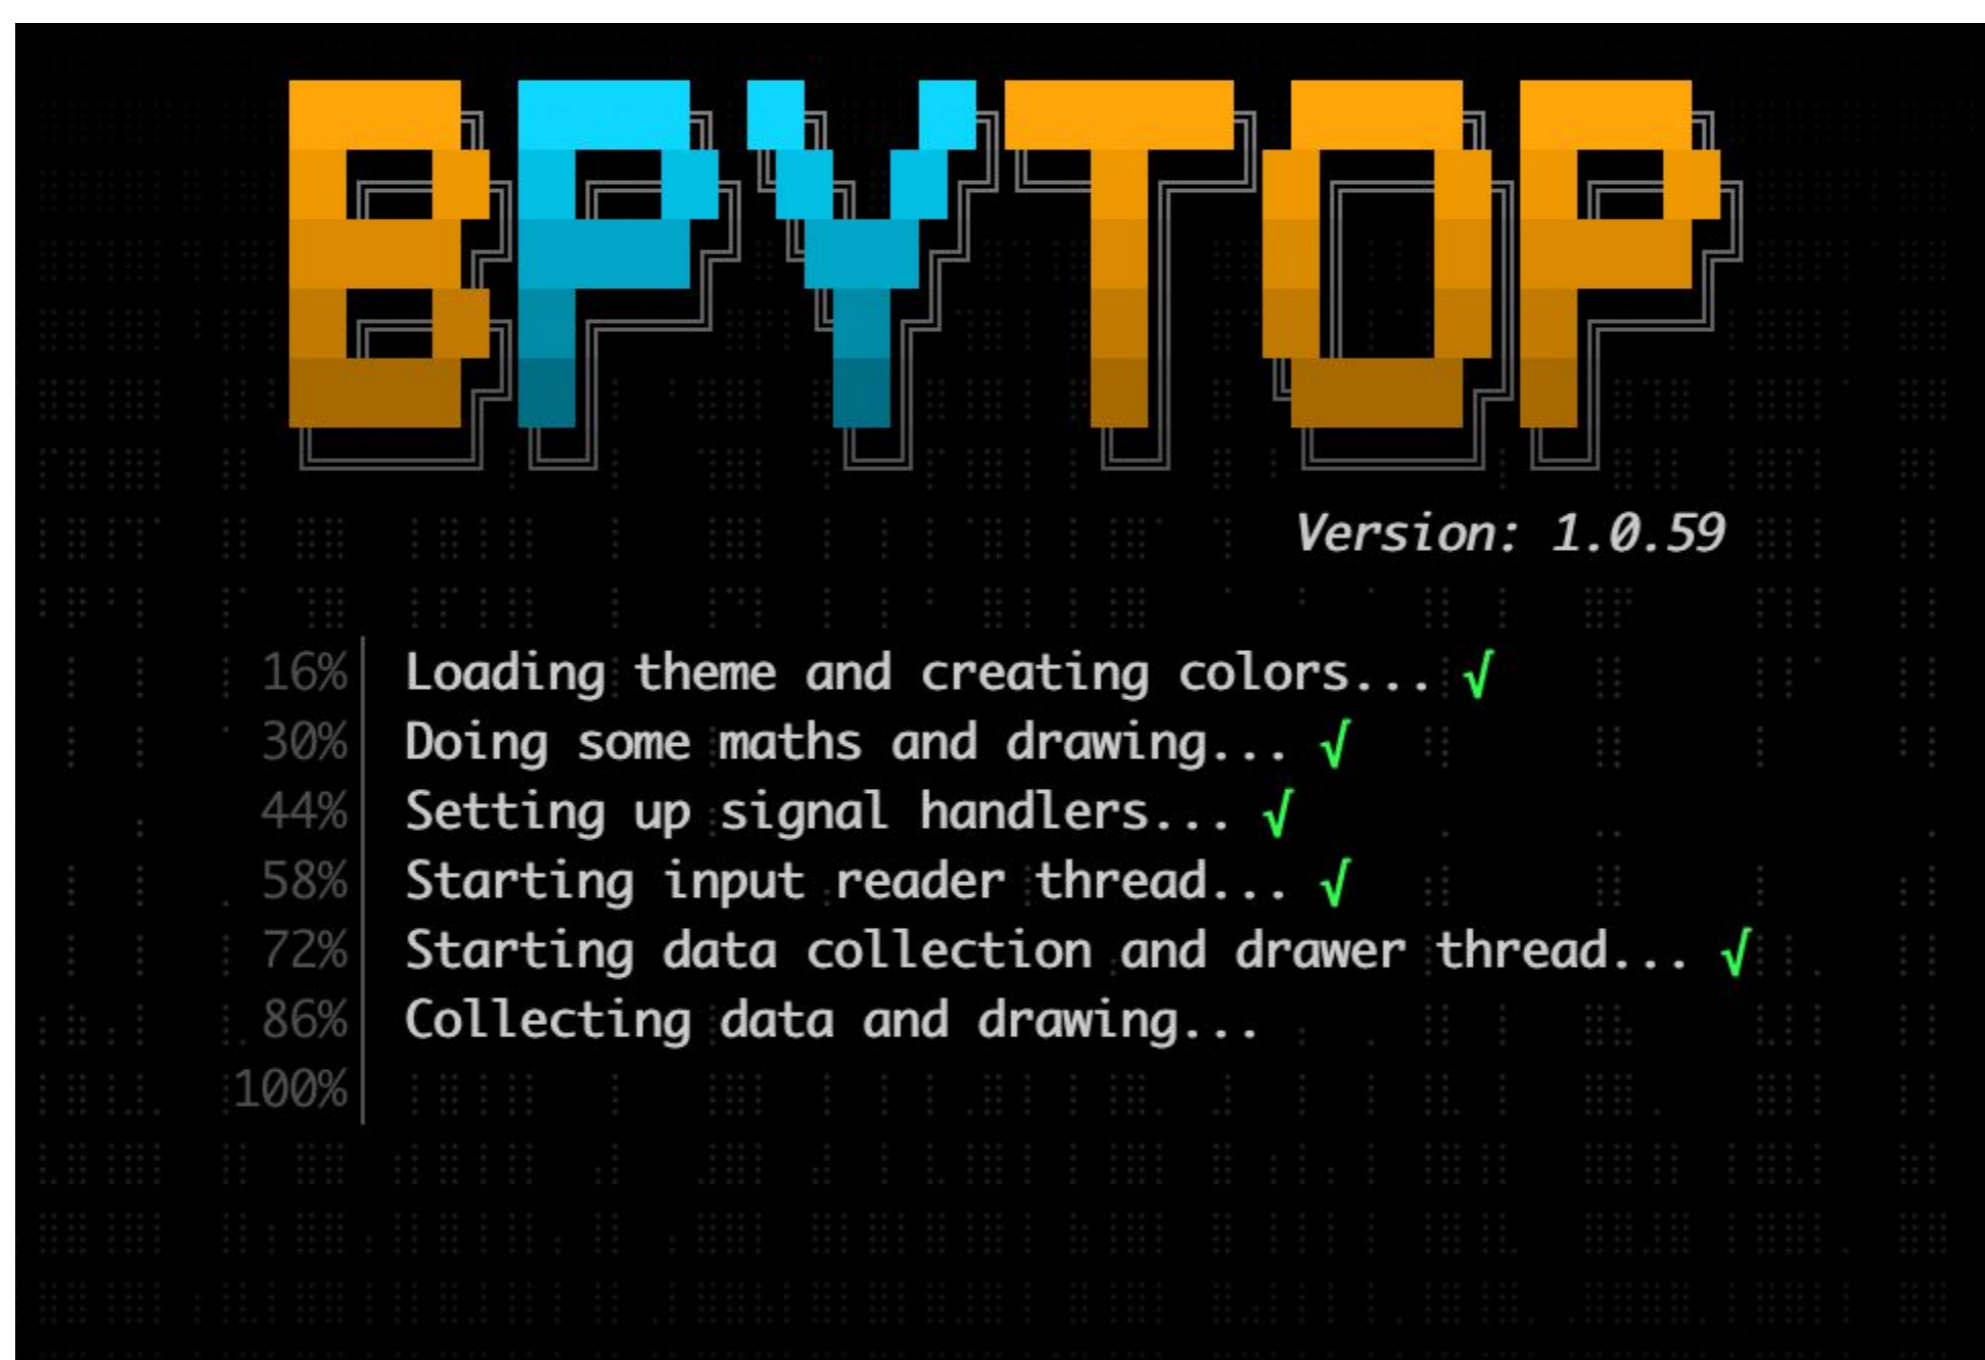 BPYTOP
Version: 1.0.59
16% Loading theme and creating colors... √
30% Doing some maths and drawing... √
44% Setting up signal handlers... √
58% Starting input reader thread... √
72% Starting data collection and drawer thread... √
86% Collecting data and drawing...
100%